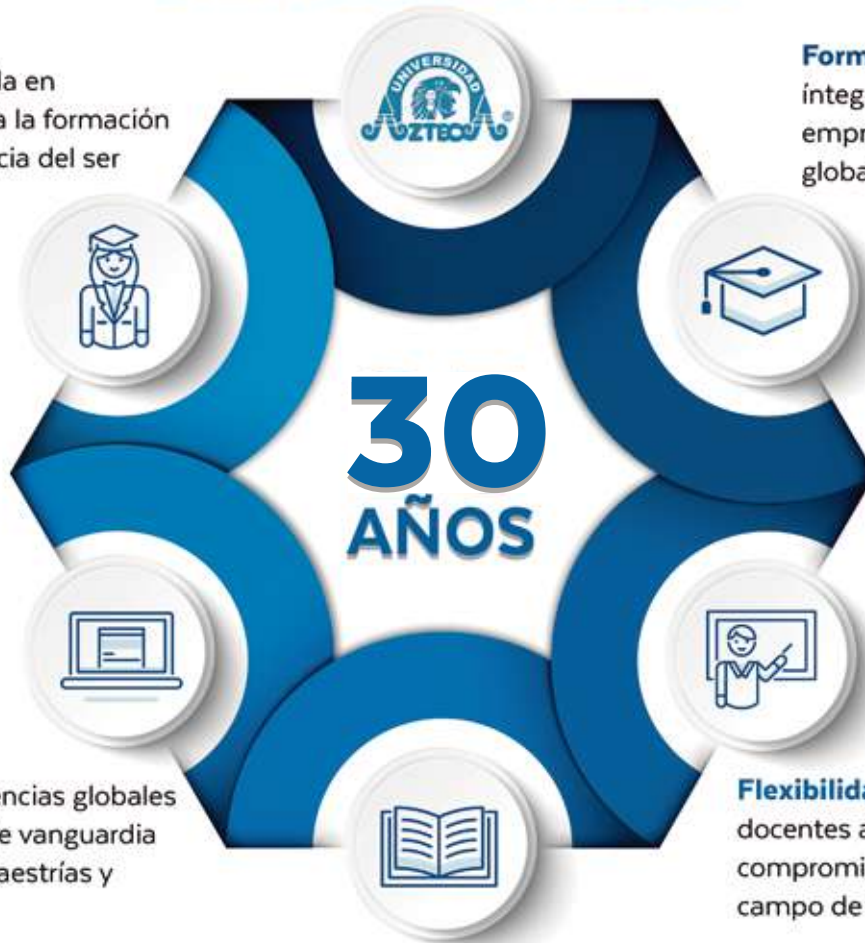 UNIVERSIDAD
AZTECA®
la en
a la formación
cia del ser
Form
ínteg
empr
globa
30
AÑOS
encias globales
e vanguardia
aestrías y
Flexibilida
docentes a
compromi
campo de